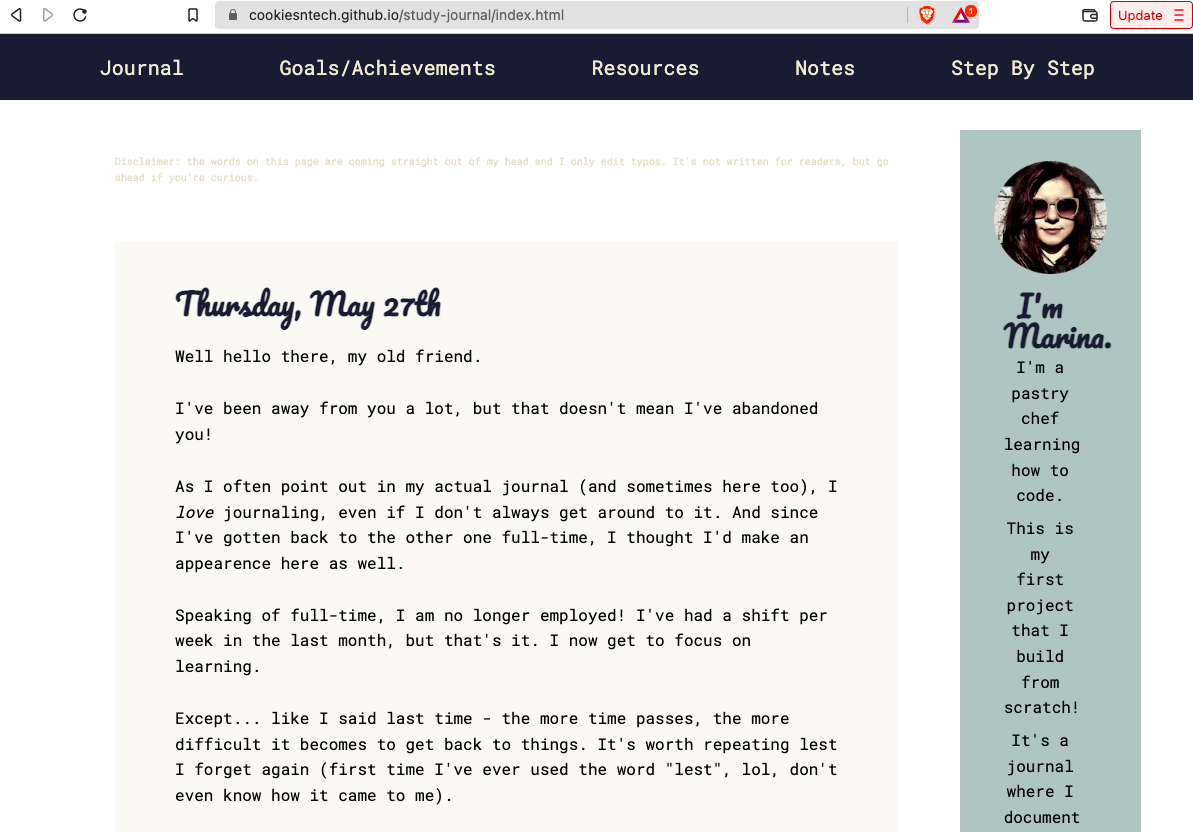 cookiesntech.github.io/study-journal/index.html
1
Update
Journal
Goals/Achievements
Resources
Notes
Step By Step
Disclaimer: the words on this page are coming straight out of my head and I only edit typos. It's not written for readers, but go
ahead if you're curious.
Thursday, May 27th
Well hello there, my old friend.
I've been away from you a lot, but that doesn't mean I've abandoned
you!
As I often point out in my actual journal (and sometimes here too), I
love journaling, even if I don't always get around to it. And since
I've gotten back to the other one full-time, I thought I'd make an
appearence here as well.
Speaking of full-time, I am no longer employed! I've had a shift per
week in the last month, but that's it. I now get to focus on
learning.
Except... like I said last time - the more time passes, the more
difficult it becomes to get back to things. It's worth repeating lest
I forget again (first time I've ever used the word "lest", lol, don't
even know how it came to me).
I'm
Marina.
I'm a
pastry
chef
learning
how to
code.
This is
my
first
project
that I
build
from
scratch!
It's a
journal
where I
document